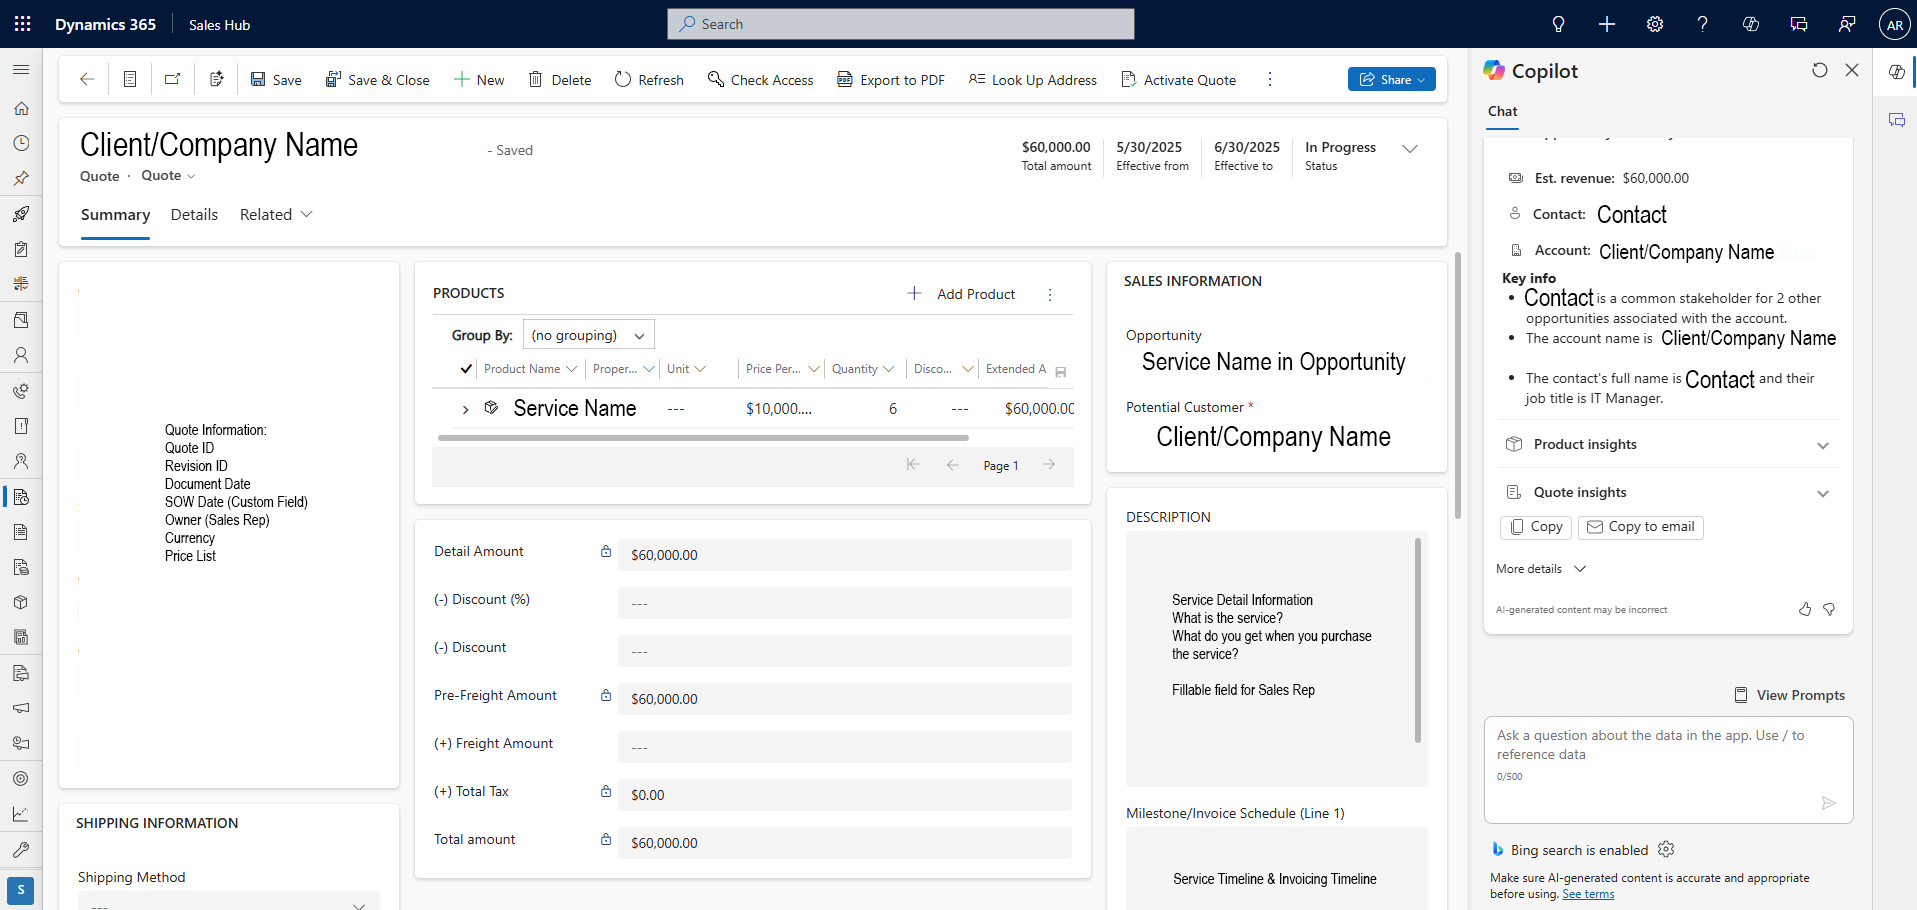 Dynamics 365
Sales Hub
Search
AR
Save
Save & Close
New
Delete
Refresh
Check Access
Export to PDF
Look Up Address
Activate Quote
Share
Client/Company Name
- Saved
Quote · Quote
$60,000.00
Total amount
5/30/2025
Effective from
6/30/2025
Effective to
In Progress
Status
Summary
Details
Related
Quote Information:
Quote ID
Revision ID
Document Date
SOW Date (Custom Field)
Owner (Sales Rep)
Currency
Price List
SHIPPING INFORMATION
Shipping Method
---
PRODUCTS
Add Product
Group By:
(no grouping)
Product Name
Proper...
Unit
Price Per...
Quantity
Disco...
Extended A
Service Name
---
$10,000....
6
---
$60,000.00
Page 1
Detail Amount
$60,000.00
(-) Discount (%)
---
(-) Discount
---
Pre-Freight Amount
$60,000.00
(+) Freight Amount
---
(+) Total Tax
$0.00
Total amount
$60,000.00
SALES INFORMATION
Opportunity
Service Name in Opportunity
Potential Customer *
Client/Company Name
DESCRIPTION
Service Detail Information
What is the service?
What do you get when you purchase
the service?
Fillable field for Sales Rep
Milestone/Invoice Schedule (Line 1)
Service Timeline & Invoicing Timeline
Copilot
Chat
Est. revenue: $60,000.00
Contact: Contact
Account: Client/Company Name
Key info
• Contact is a common stakeholder for 2 other
opportunities associated with the account.
• The account name is Client/Company Name
• The contact's full name is Contact and their
job title is IT Manager.
Product insights
Quote insights
Copy
Copy to email
More details
AI-generated content may be incorrect
View Prompts
Ask a question about the data in the app. Use / to
reference data
0/500
Bing search is enabled
Make sure AI-generated content is accurate and appropriate
before using. See terms
S